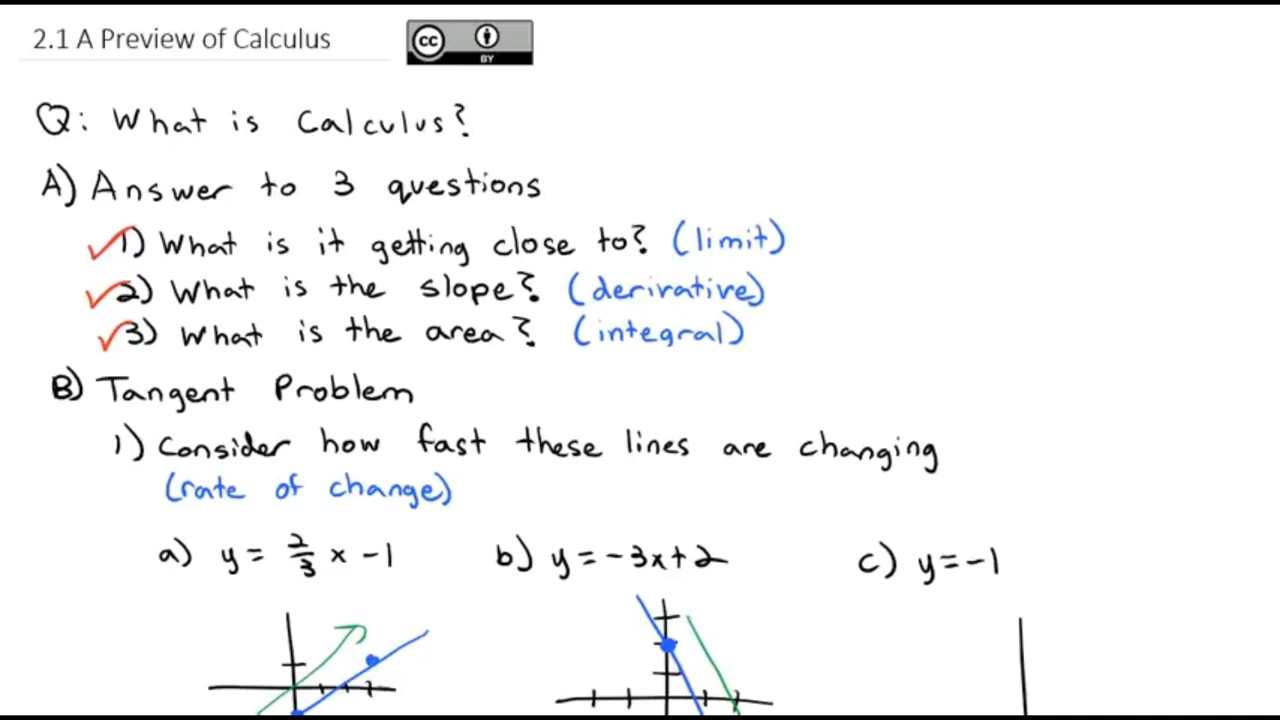 2.1 A Preview of Calculus
cc BY
Q: What is Calculus?
A) Answer to 3 questions
1) What is it getting close to? (limit)
2) What is the slope? (derivative)
3) What is the area? (integral)
B) Tangent Problem
1) Consider how fast these lines are changing
(rate of change)
a) y = 2/3 x - 1 b) y = -3x + 2 c) y = -1